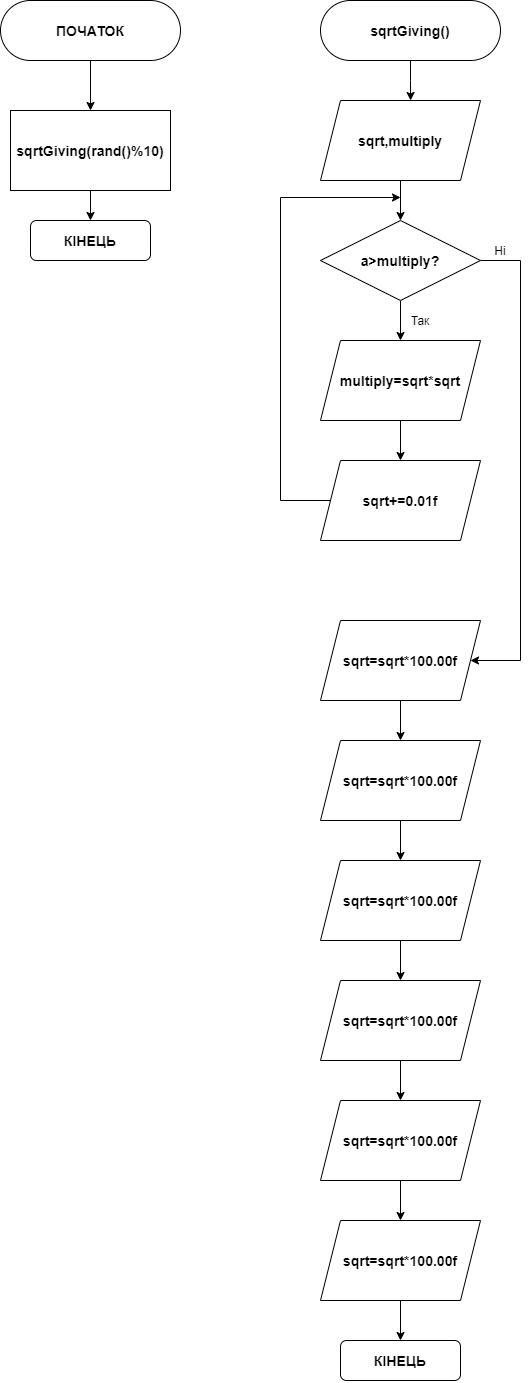 ПОЧАТОК
sqrtGiving(rand()%10)
КІНЕЦЬ
sqrtGiving()
sqrt,multiply
a>multiply?
Ні
Так
multiply=sqrt*sqrt
sqrt+=0.01f
sqrt=sqrt*100.00f
sqrt=sqrt*100.00f
sqrt=sqrt*100.00f
sqrt=sqrt*100.00f
sqrt=sqrt*100.00f
sqrt=sqrt*100.00f
КІНЕЦЬ